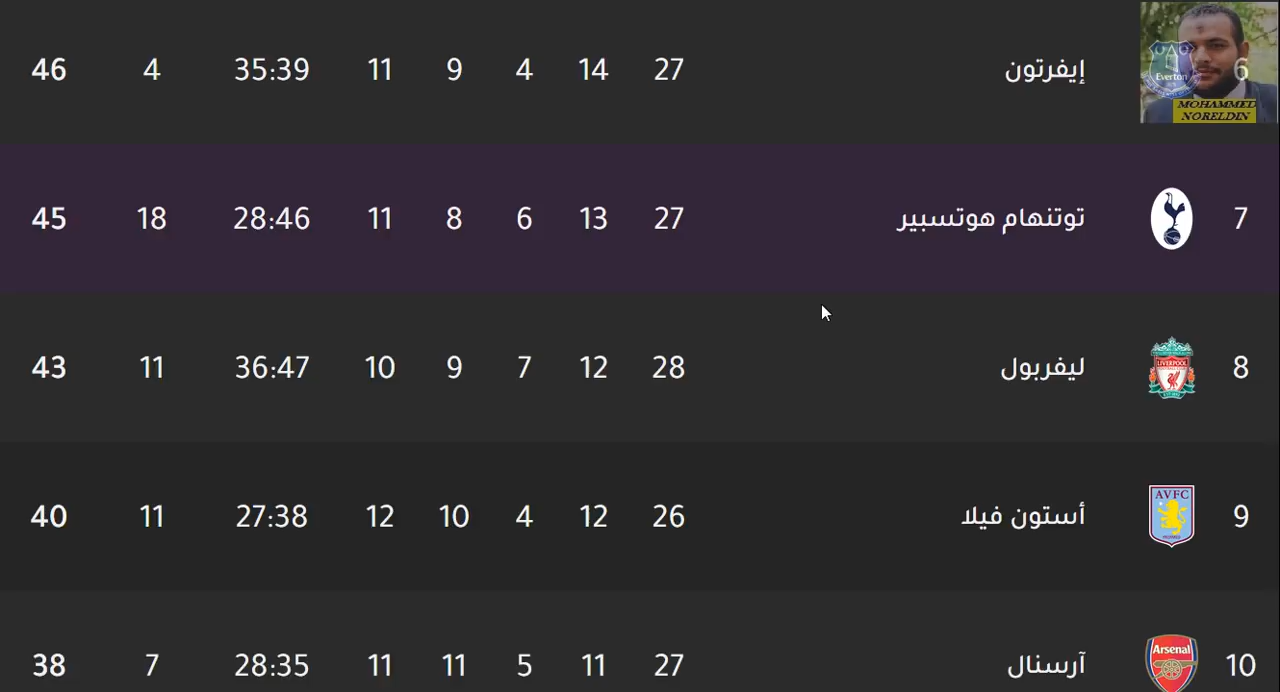 6 إيفرتون 27 14 4 9 11 35:39 4 46
Everton
MOHAMMED
NORELDIN
7 توتنهام هوتسبير 27 13 6 8 11 28:46 18 45
8 ليفربول 28 12 7 9 10 36:47 11 43
LIVERPOOL
9 أستون فيلا 26 12 4 10 12 27:38 11 40
AVFC
10 آرسنال 27 11 5 11 11 28:35 7 38
Arsenal